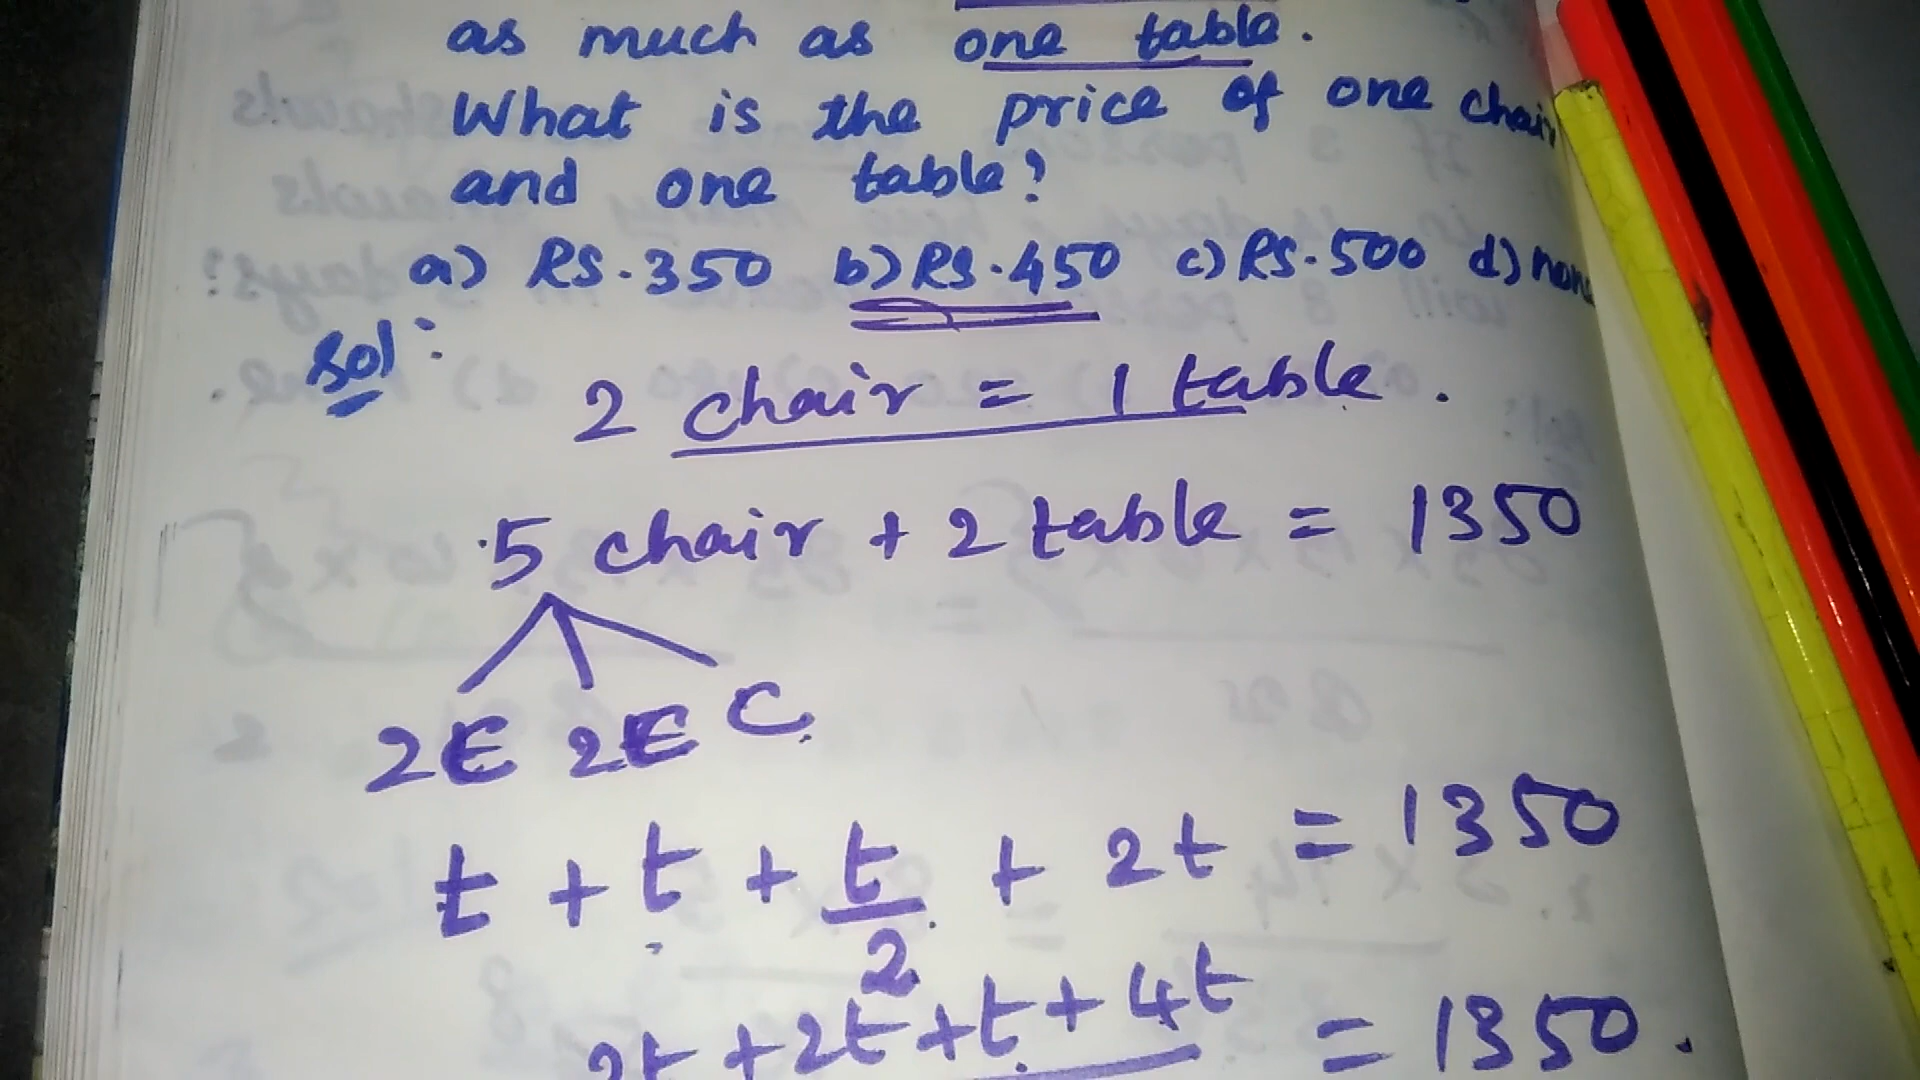 as much as one table.
What is the price of one chair
and one table?
a) RS.350 b) RS.450 c) RS.500 d) none
Sol:
2 chair = 1 table.
5 chair + 2 table = 1350
2C 2C C
t + t + t/2 + 2t = 1350
2t + 2t + t + 4t = 1350.